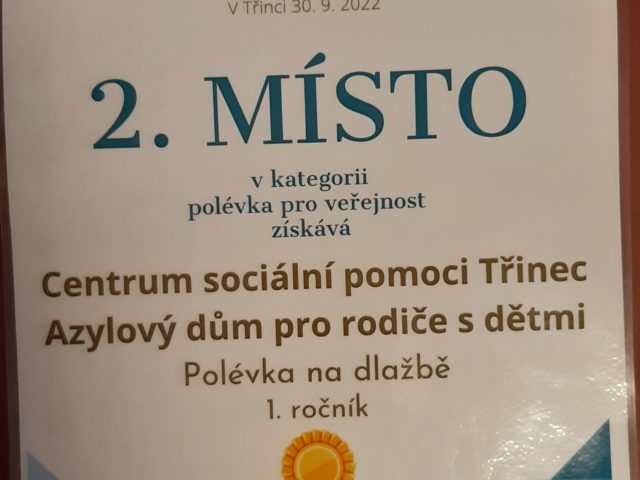 V Třinci 30. 9. 2022
2. MÍSTO
v kategorii
polévka pro veřejnost
získává
Centrum sociální pomoci Třinec
Azylový dům pro rodiče s dětmi
Polévka na dlažbě
1. ročník